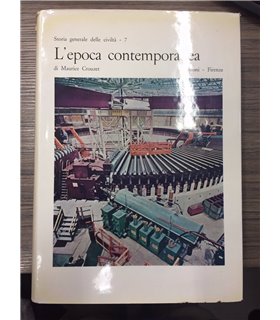 Storia generale delle civiltà - 7
L'epoca contemporanea
di Maurice Crouzet
Firenze